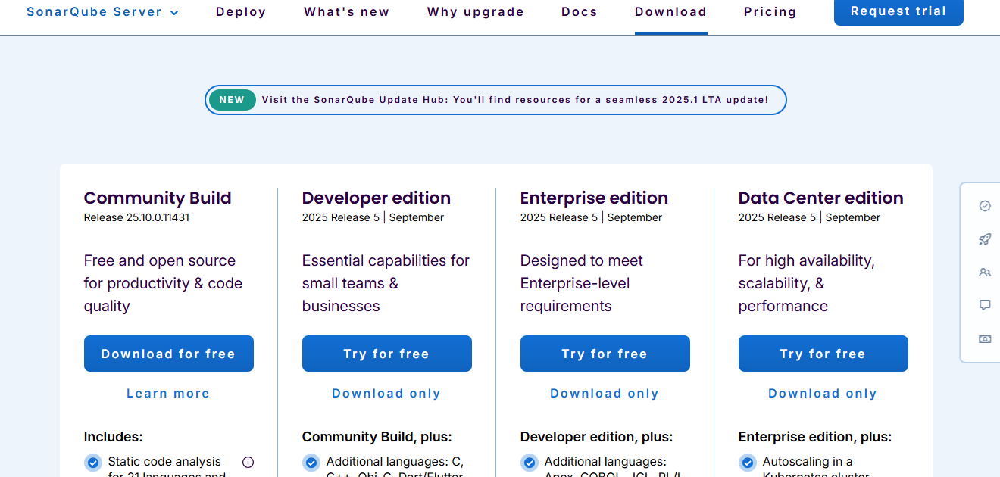 SonarQube Server
Deploy
What's new
Why upgrade
Docs
Download
Pricing
Request trial
NEW Visit the SonarQube Update Hub: You'll find resources for a seamless 2025.1 LTA update!
Community Build
Release 25.10.0.11431
Free and open source
for productivity & code
quality
Download for free
Learn more
Includes:
Static code analysis
for 21 languages and
Developer edition
2025 Release 5 | September
Essential capabilities for
small teams &
businesses
Try for free
Download only
Community Build, plus:
Additional languages: C,
C++, Obj-C, Dart/Flutter,
Enterprise edition
2025 Release 5 | September
Designed to meet
Enterprise-level
requirements
Try for free
Download only
Developer edition, plus:
Additional languages:
Apex, COBOL, JCL, PL/I,
Data Center edition
2025 Release 5 | September
For high availability,
scalability, &
performance
Try for free
Download only
Enterprise edition, plus:
Autoscaling in a
Kubernetes cluster